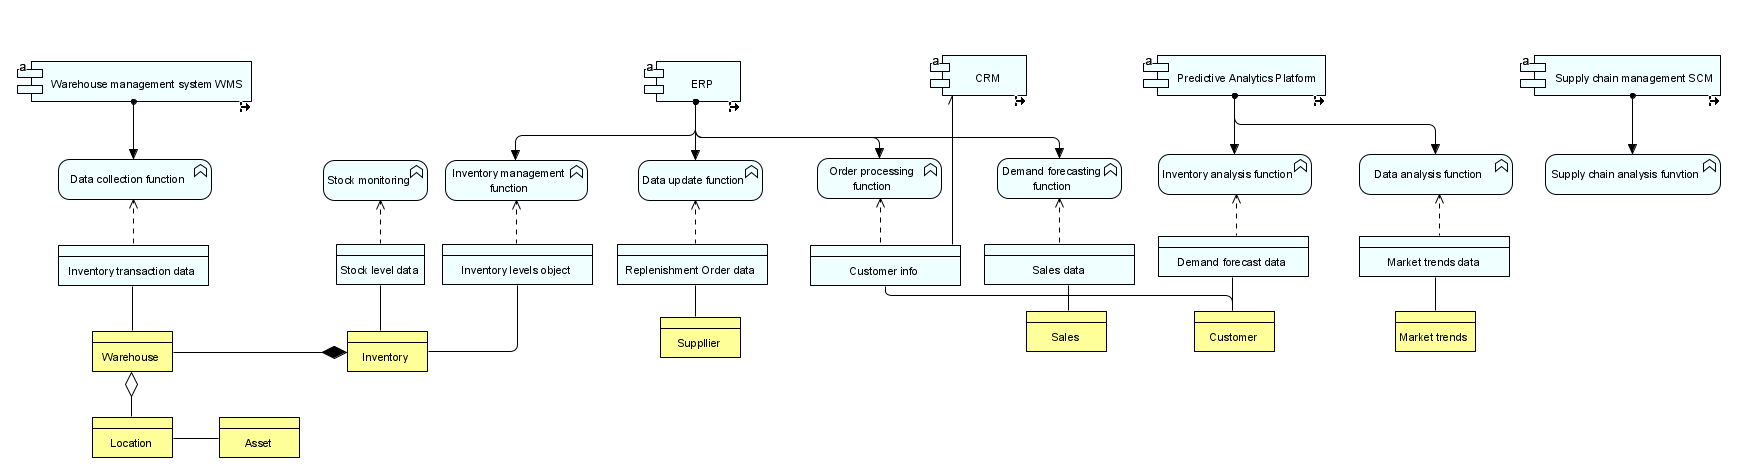 a
Warehouse management system WMS
a
ERP
a
CRM
a
Predictive Analytics Platform
a
Supply chain management SCM
Data collection function
Stock monitoring
Inventory management
function
Data update function
Order processing
function
Demand forecasting
function
Inventory analysis function
Data analysis function
Supply chain analysis funvtion
Inventory transaction data
Stock level data
Inventory levels object
Replenishment Order data
Customer info
Sales data
Demand forecast data
Market trends data
Warehouse
Inventory
Suppllier
Sales
Customer
Market trends
Location
Asset